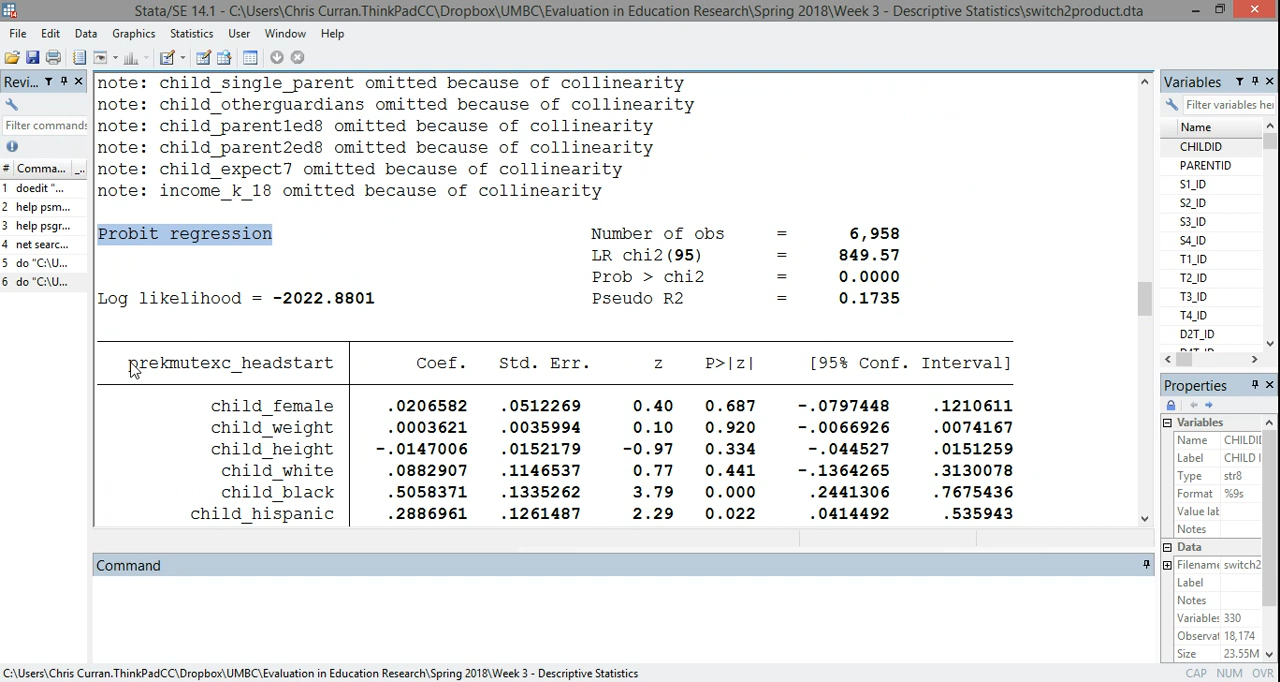 Stata/SE 14.1 - C:\Users\Chris Curran.ThinkPadCC\Dropbox\UMBC\Evaluation in Education Research\Spring 2018\Week 3 - Descriptive Statistics\switch2product.dta
File Edit Data Graphics Statistics User Window Help
Revi...
Filter commands
# Comma... _..
1 doedit "...
2 help psm...
3 help psgr...
4 net searc...
5 do "C:\U...
6 do "C:\U...
note: child_single_parent omitted because of collinearity
note: child_otherguardians omitted because of collinearity
note: child_parent1ed8 omitted because of collinearity
note: child_parent2ed8 omitted because of collinearity
note: child_expect7 omitted because of collinearity
note: income_k_18 omitted because of collinearity
Probit regression Number of obs = 6,958
LR chi2(95) = 849.57
Prob > chi2 = 0.0000
Log likelihood = -2022.8801 Pseudo R2 = 0.1735
prekmutexc_headstart Coef. Std. Err. z P>|z| [95% Conf. Interval]
child_female .0206582 .0512269 0.40 0.687 -.0797448 .1210611
child_weight .0003621 .0035994 0.10 0.920 -.0066926 .0074167
child_height -.0147006 .0152179 -0.97 0.334 -.044527 .0151259
child_white .0882907 .1146537 0.77 0.441 -.1364265 .3130078
child_black .5058371 .1335262 3.79 0.000 .2441306 .7675436
child_hispanic .2886961 .1261487 2.29 0.022 .0414492 .535943
Command
Variables
Filter variables he
Name
CHILDID
PARENTID
S1_ID
S2_ID
S3_ID
S4_ID
T1_ID
T2_ID
T3_ID
T4_ID
D2T_ID
Properties
Variables
Name CHILDI
Label CHILD I
Type str8
Format %9s
Value lab
Notes
Data
Filename switch2
Label
Notes
Variables 330
Observat 18,174
Size 23.55M
C:\Users\Chris Curran.ThinkPadCC\Dropbox\UMBC\Evaluation in Education Research\Spring 2018\Week 3 - Descriptive Statistics
CAP NUM OVR